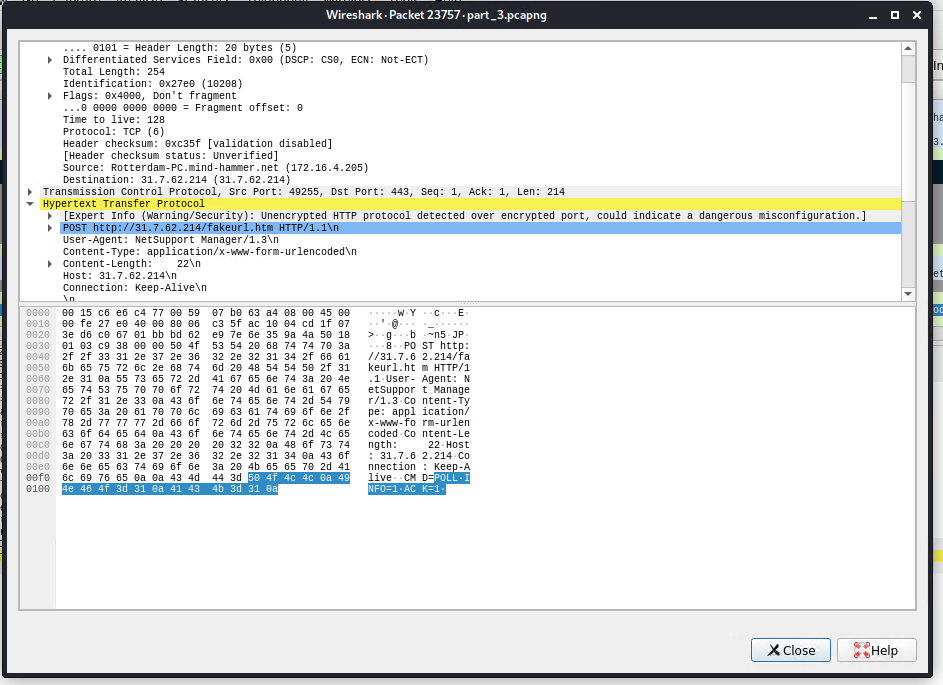 Wireshark · Packet 23757 · part_3.pcapng
.... 0101 = Header Length: 20 bytes (5)
Differentiated Services Field: 0x00 (DSCP: CS0, ECN: Not-ECT)
Total Length: 254
Identification: 0x27e0 (10208)
Flags: 0x4000, Don't fragment
...0 0000 0000 0000 = Fragment offset: 0
Time to live: 128
Protocol: TCP (6)
Header checksum: 0xc35f [validation disabled]
[Header checksum status: Unverified]
Source: Rotterdam-PC.mind-hammer.net (172.16.4.205)
Destination: 31.7.62.214 (31.7.62.214)
Transmission Control Protocol, Src Port: 49255, Dst Port: 443, Seq: 1, Ack: 1, Len: 214
Hypertext Transfer Protocol
[Expert Info (Warning/Security): Unencrypted HTTP protocol detected over encrypted port, could indicate a dangerous misconfiguration.]
POST http://31.7.62.214/fakeurl.htm HTTP/1.1\n
User-Agent: NetSupport Manager/1.3\n
Content-Type: application/x-www-form-urlencoded\n
Content-Length:    22\n
Host: 31.7.62.214\n
Connection: Keep-Alive\n
\n
0000 00 15 c6 e6 c4 77 00 59 07 b0 63 a4 08 00 45 00 ·····w·Y ··c···E·
0010 00 fe 27 e0 40 00 80 06 c3 5f ac 10 04 cd 1f 07 ··'·@··· ·_······
0020 3e d6 c0 67 01 bb bd 62 e9 7e 6e 35 9a 4a 50 18 >··g···b ·~n5·JP·
0030 01 03 c9 38 00 00 50 4f 53 54 20 68 74 74 70 3a ···8··PO ST http:
0040 2f 2f 33 31 2e 37 2e 36 32 2e 32 31 34 2f 66 61 //31.7.6 2.214/fa
0050 6b 65 75 72 6c 2e 68 74 6d 20 48 54 54 50 2f 31 keurl.ht m HTTP/1
0060 2e 31 0a 55 73 65 72 2d 41 67 65 6e 74 3a 20 4e .1·User- Agent: N
0070 65 74 53 75 70 70 6f 72 74 20 4d 61 6e 61 67 65 etSuppor t Manage
0080 72 2f 31 2e 33 0a 43 6f 6e 74 65 6e 74 2d 54 79 r/1.3·Co ntent-Ty
0090 70 65 3a 20 61 70 70 6c 69 63 61 74 69 6f 6e 2f pe: appl ication/
00a0 78 2d 77 77 77 2d 66 6f 72 6d 2d 75 72 6c 65 6e x-www-fo rm-urlen
00b0 63 6f 64 65 64 0a 43 6f 6e 74 65 6e 74 2d 4c 65 coded·Co ntent-Le
00c0 6e 67 74 68 3a 20 20 20 20 32 32 0a 48 6f 73 74 ngth:     22·Host
00d0 3a 20 33 31 2e 37 2e 36 32 2e 32 31 34 0a 43 6f : 31.7.6 2.214·Co
00e0 6e 6e 65 63 74 69 6f 6e 3a 20 4b 65 65 70 2d 41 nnection : Keep-A
00f0 6c 69 76 65 0a 0a 43 4d 44 3d 50 4f 4c 4c 0a 49 live··CM D=POLL·I
0100 4e 46 4f 3d 31 0a 41 43 4b 3d 31 0a NFO=1·AC K=1·
Close
Help